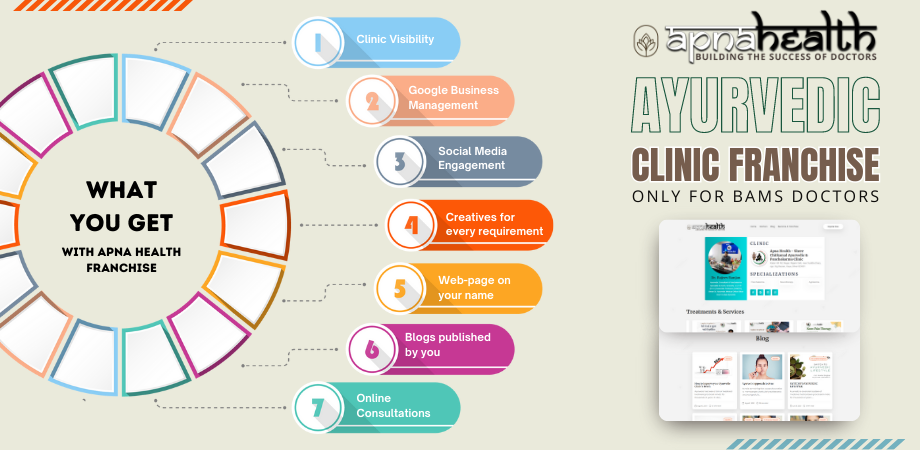 WHAT
YOU GET
WITH APNA HEALTH
FRANCHISE
1
Clinic Visibility
2
Google Business
Management
3
Social Media
Engagement
4
Creatives for
every requirement
5
Web-page on
your name
6
Blogs published
by you
7
Online
Consultations
apnahealth
BUILDING THE SUCCESS OF DOCTORS
AYURVEDIC
CLINIC FRANCHISE
ONLY FOR BAMS DOCTORS
apnahealth
CLINIC
SPECIALIZATIONS
Treatments & Services
Blog